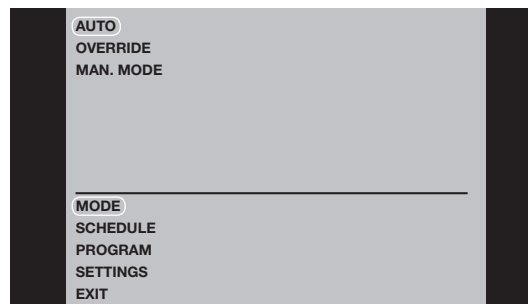 AUTO
OVERRIDE
MAN. MODE
MODE
SCHEDULE
PROGRAM
SETTINGS
EXIT